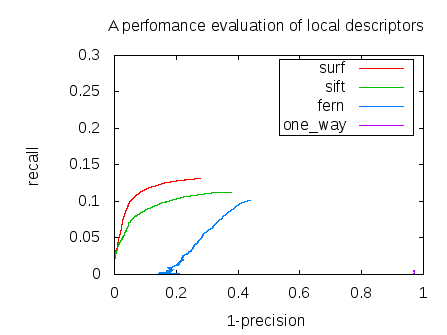 A perfomance evaluation of local descriptors
0.3
0.25
0.2
0.15
0.1
0.05
0
recall
surf
sift
fern
one_way
0 0.2 0.4 0.6 0.8 1
1-precision